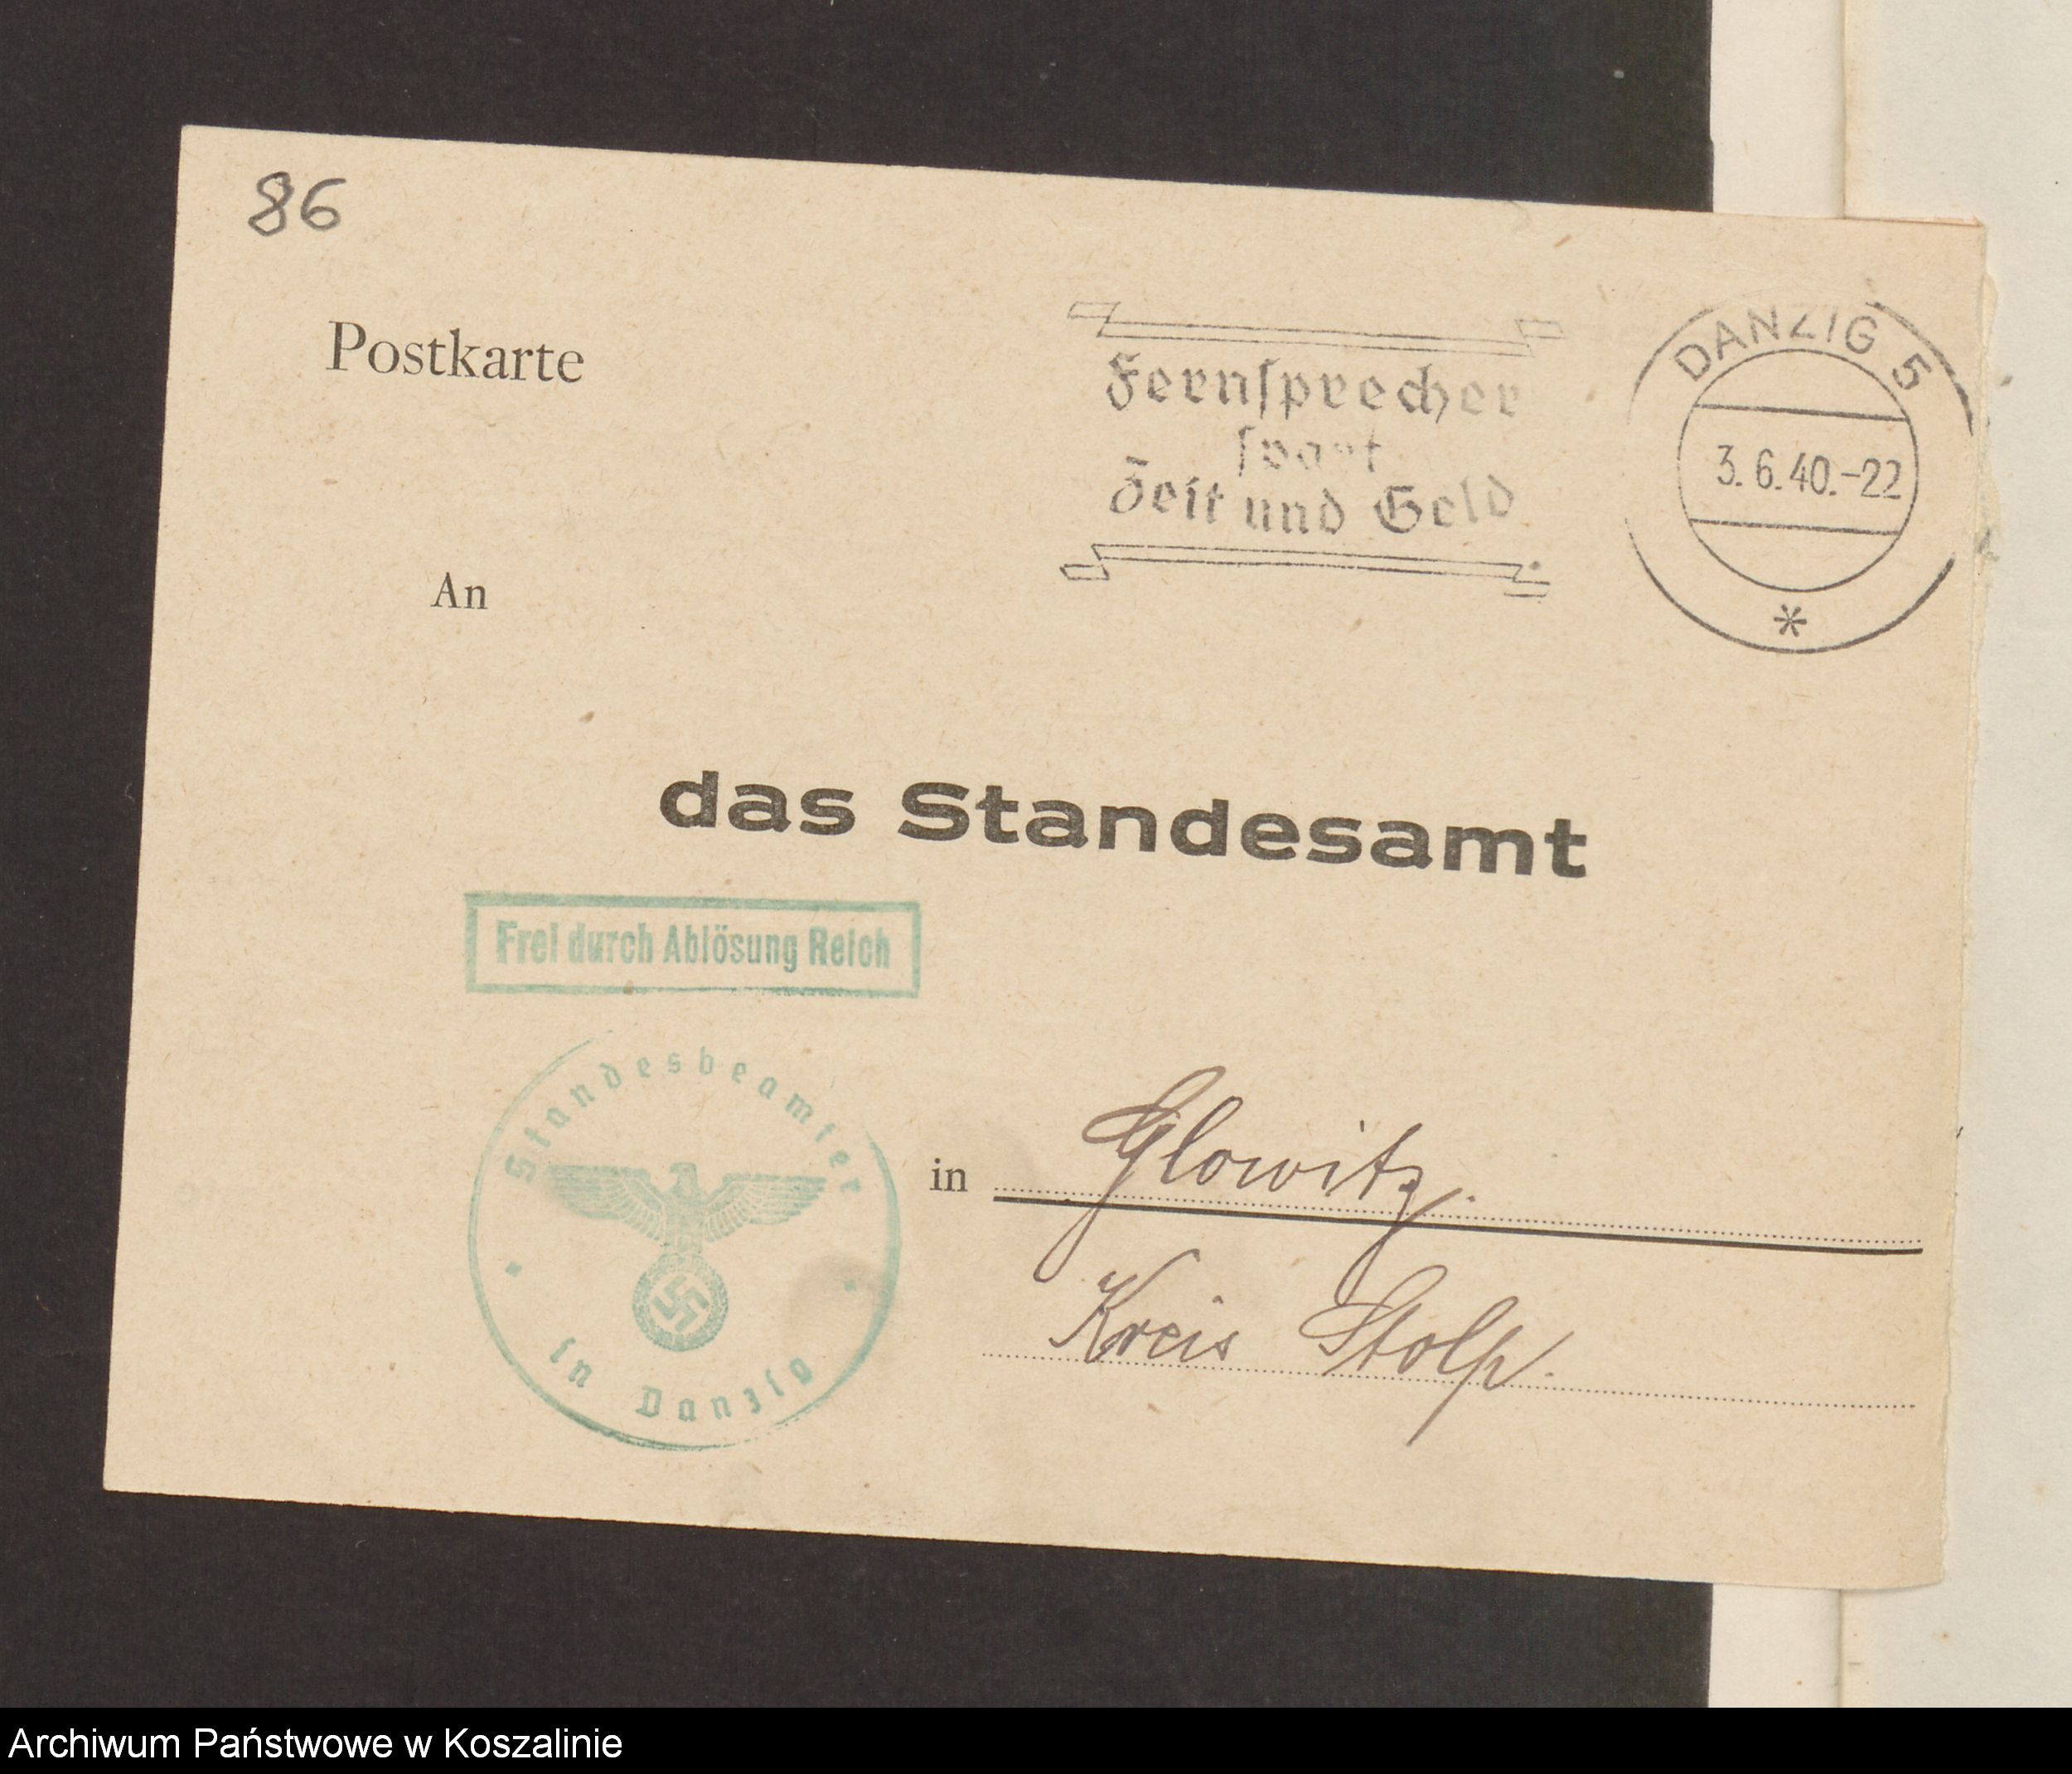 86
Postkarte
Fernsprecher
spart
Zeit und Geld
DANZIG 5
3.6.40.-22
*
An
das Standesamt
Frei durch Ablösung Reich
Standesbeamter
in Danzig
in Glowitz.
Kreis Stolp.
Archiwum Państwowe w Koszalinie